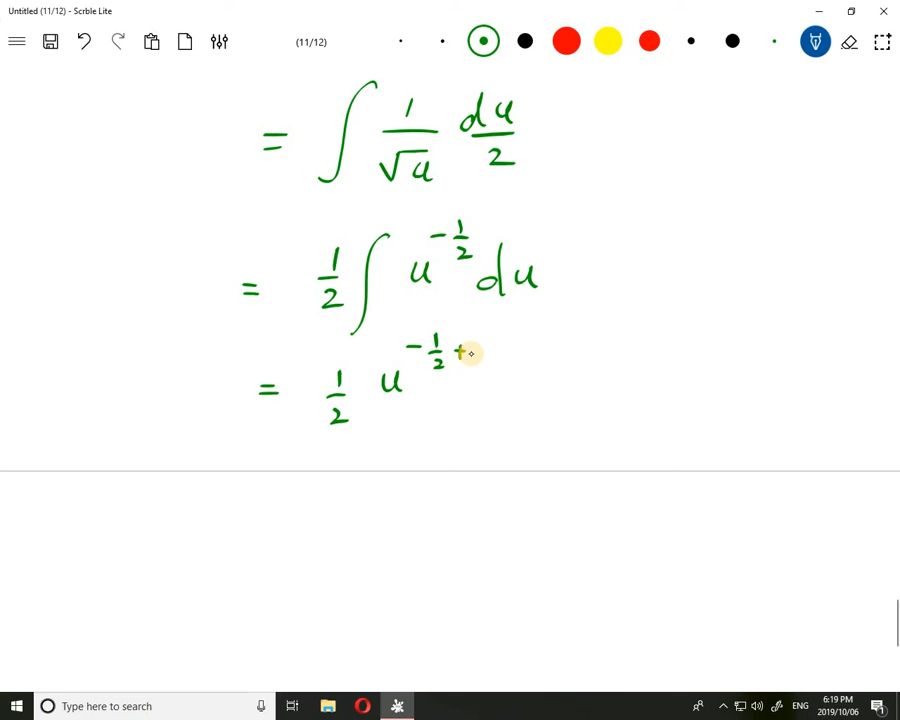 Untitled (11/12) - Scrble Lite
(11/12)
= ∫ 1/√u du/2
= 1/2 ∫ u^(-1/2) du
= 1/2 u^(-1/2 +
Type here to search
ENG
6:19 PM
2019/10/06
1